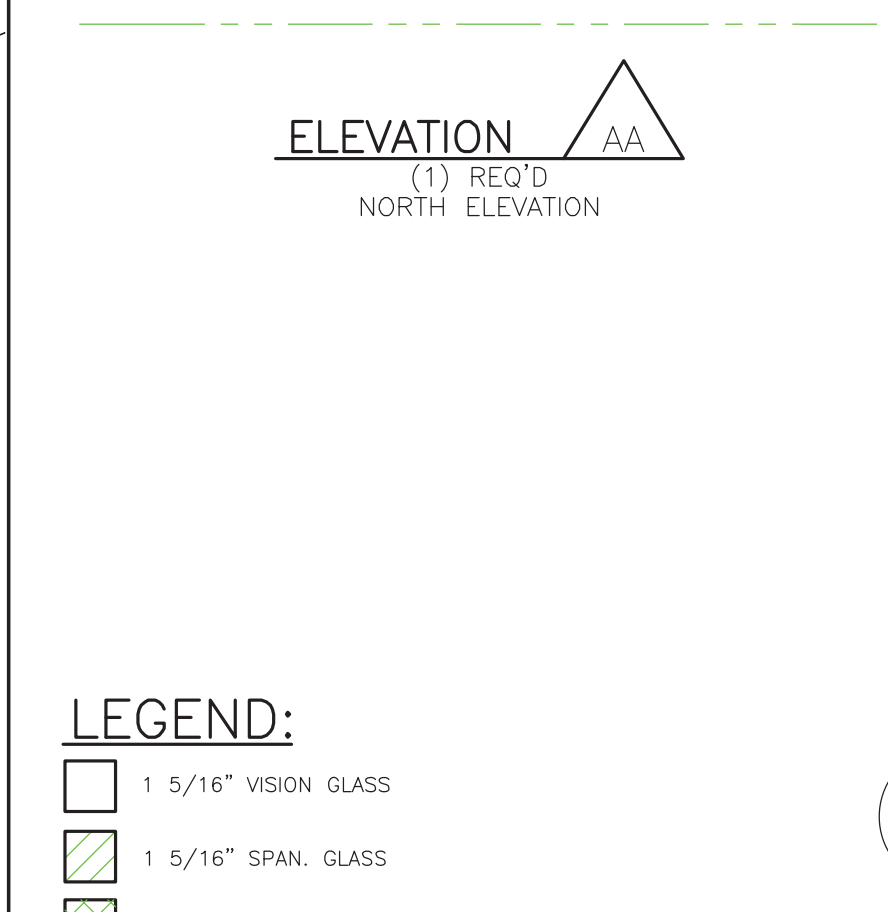 ELEVATION AA
(1) REQ'D
NORTH ELEVATION
LEGEND:
1 5/16" VISION GLASS
1 5/16" SPAN. GLASS